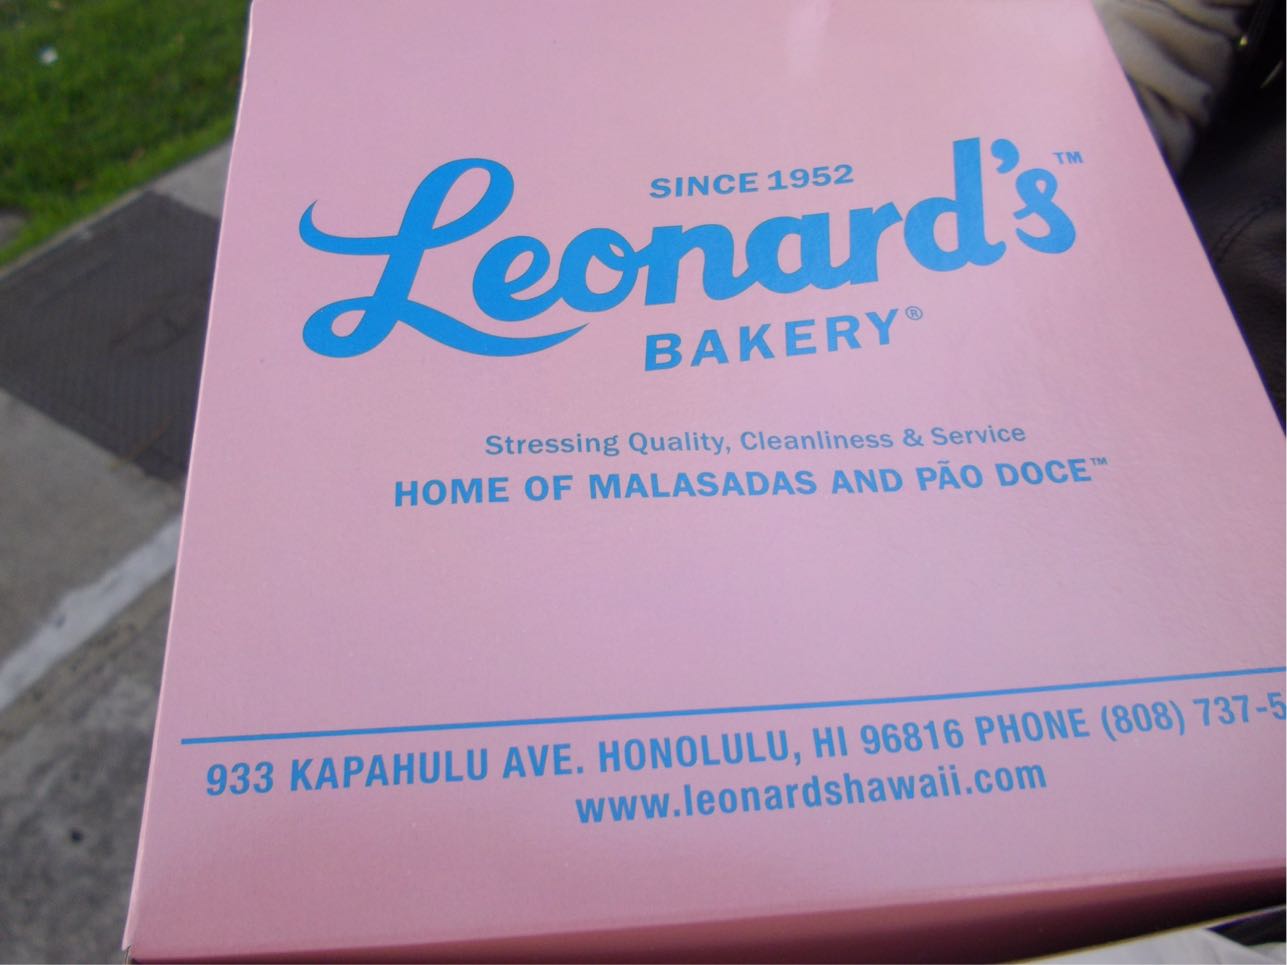 SINCE 1952
Leonard's™
BAKERY®
Stressing Quality, Cleanliness & Service
HOME OF MALASADAS AND PÃO DOCE™
933 KAPAHULU AVE. HONOLULU, HI 96816 PHONE (808) 737-5
www.leonardshawaii.com